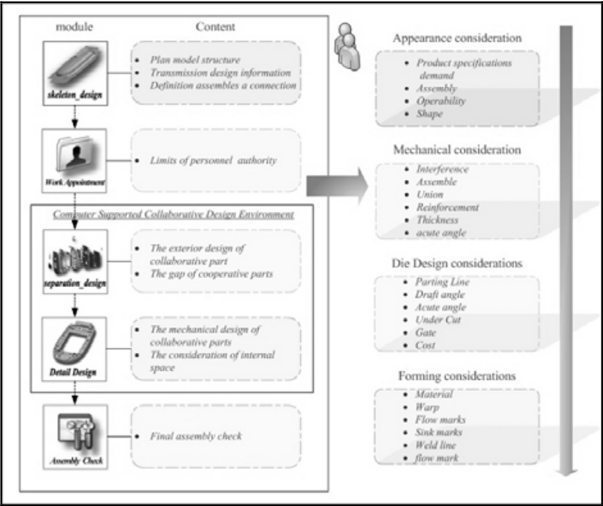 module
Content
skeleton_design
Plan model structure
Transmission design information
Definition assembles a connection
Work Appointment
Limits of personnel authority
Computer Supported Collaborative Design Environment
separation_design
The exterior design of
collaborative part
The gap of cooperative parts
Detail Design
The mechanical design of
collaborative parts
The consideration of internal
space
Assembly Check
Final assembly check
Appearance consideration
Product specifications
demand
Assembly
Operability
Shape
Mechanical consideration
Interference
Assemble
Union
Reinforcement
Thickness
acute angle
Die Design considerations
Parting Line
Draft angle
Acute angle
Under Cut
Gate
Cost
Forming considerations
Material
Warp
Flow marks
Sink marks
Weld line
flow mark